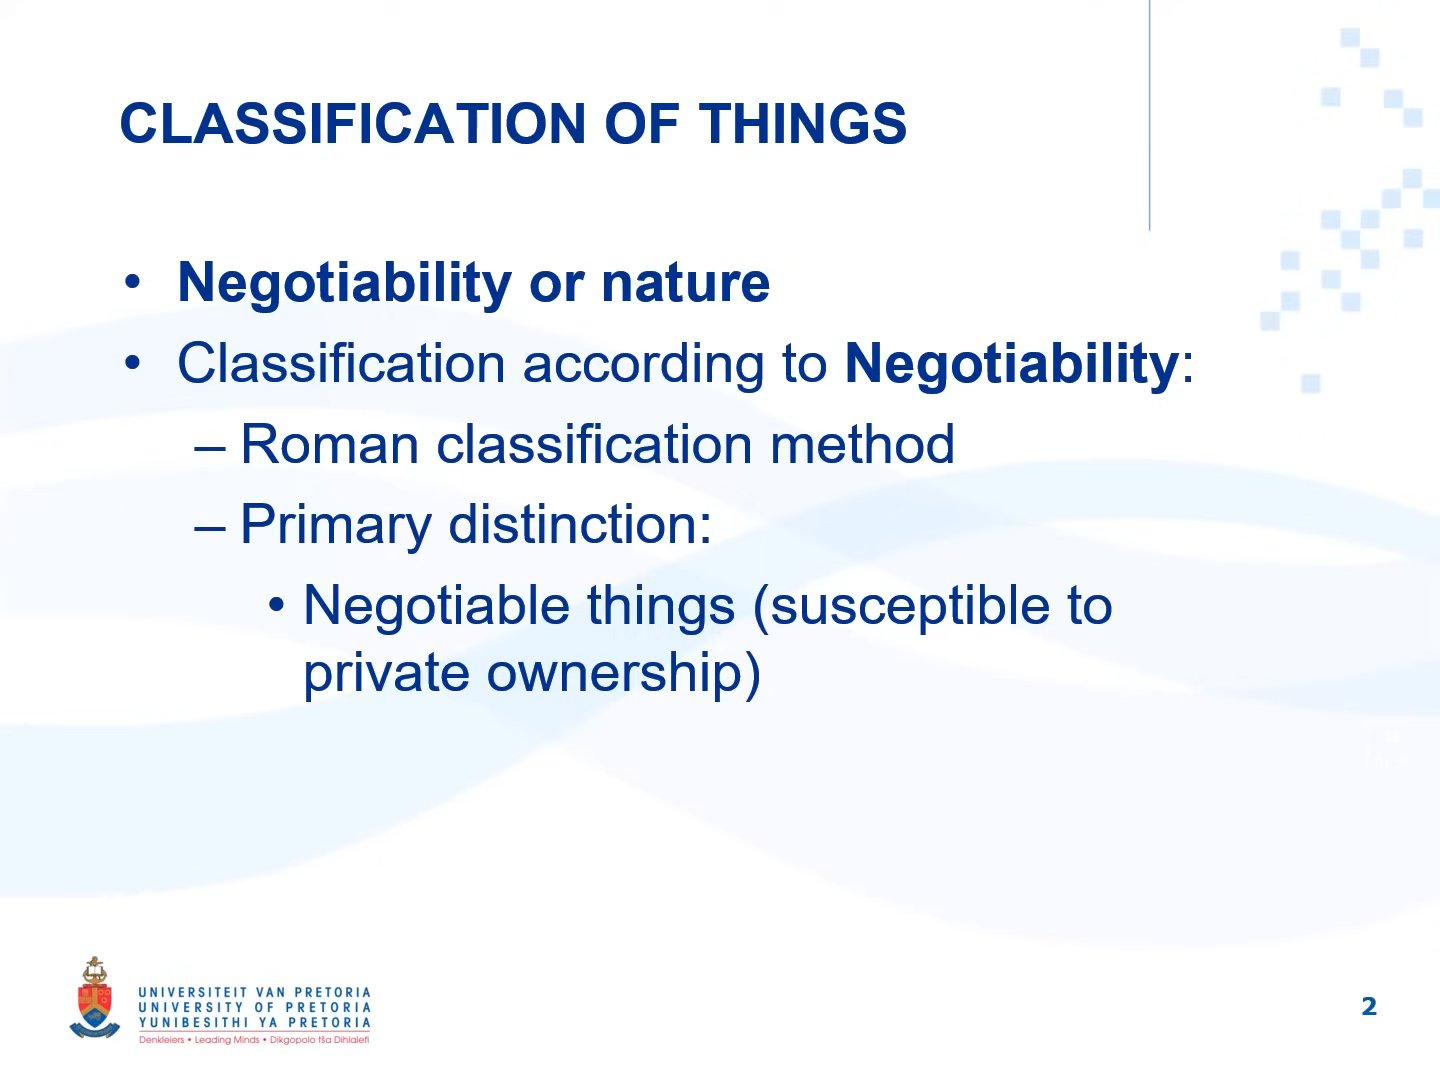 CLASSIFICATION OF THINGS
• Negotiability or nature
• Classification according to Negotiability:
– Roman classification method
– Primary distinction:
• Negotiable things (susceptible to
private ownership)
UNIVERSITEIT VAN PRETORIA
UNIVERSITY OF PRETORIA
YUNIBESITHI YA PRETORIA
Denkleiers • Leading Minds • Dikgopolo tša Dihlalefi
2